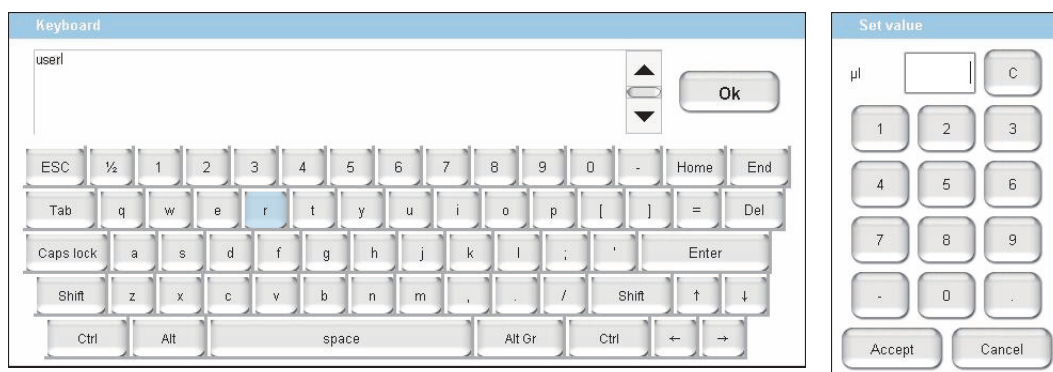 Keyboard
userl
Ok
ESC ½ 1 2 3 4 5 6 7 8 9 0 - Home End
Tab q w e r t y u i o p [ ] = Del
Caps lock a s d f g h j k l ; ' Enter
Shift z x c v b n m , . / Shift ↑ ↓
Ctrl Alt space Alt Gr Ctrl ← →
Set value
µl C
1 2 3
4 5 6
7 8 9
- 0 .
Accept Cancel